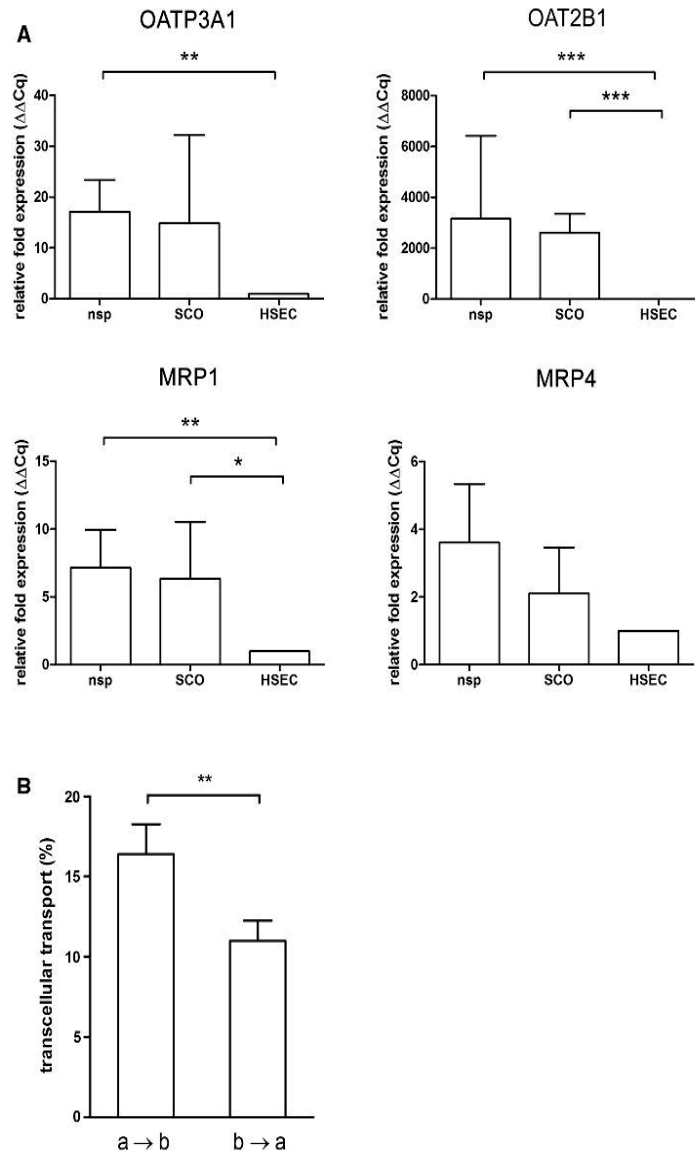 A
OATP3A1
**
relative fold expression (ΔΔCq)
40
30
20
10
0
nsp SCO HSEC
OAT2B1
***
***
relative fold expression (ΔΔCq)
8000
6000
4000
2000
0
nsp SCO HSEC
MRP1
**
*
relative fold expression (ΔΔCq)
15
10
5
0
nsp SCO HSEC
MRP4
relative fold expression (ΔΔCq)
6
4
2
0
nsp SCO HSEC
B
**
transcellular transport (%)
20
15
10
5
0
a → b b → a